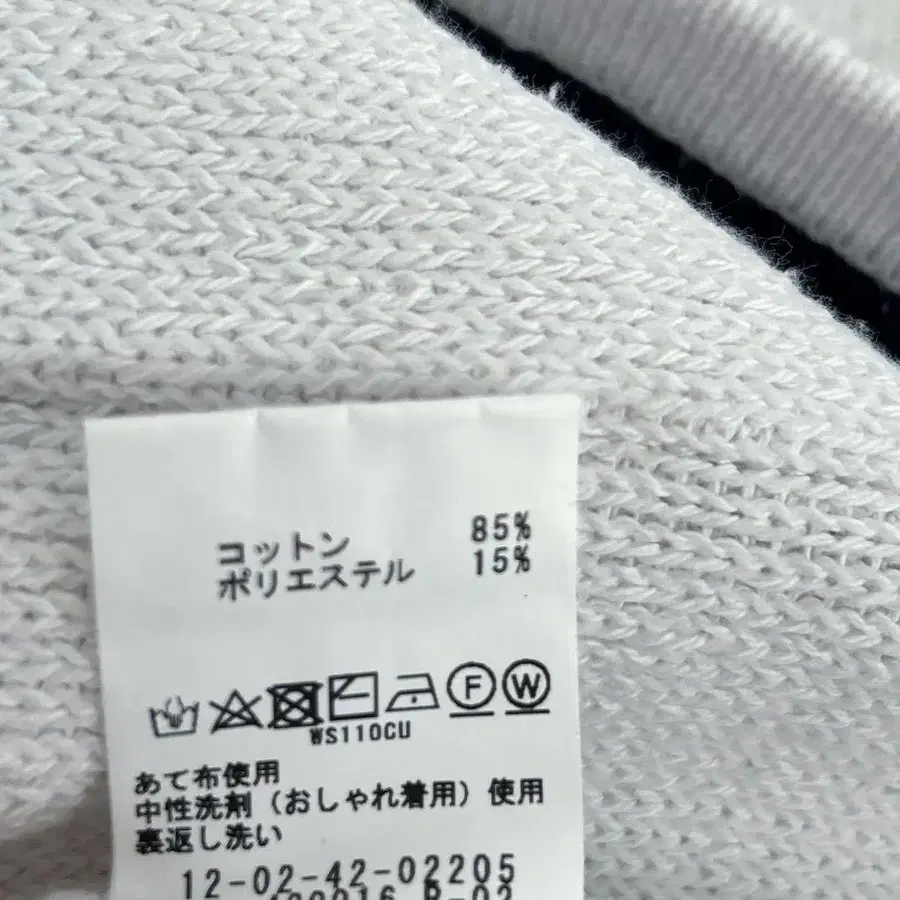 コットン 85%
ポリエステル 15%
F W
WS110CU
あて布使用
中性洗剤（おしゃれ着用）使用
裏返し洗い
12-02-42-02205